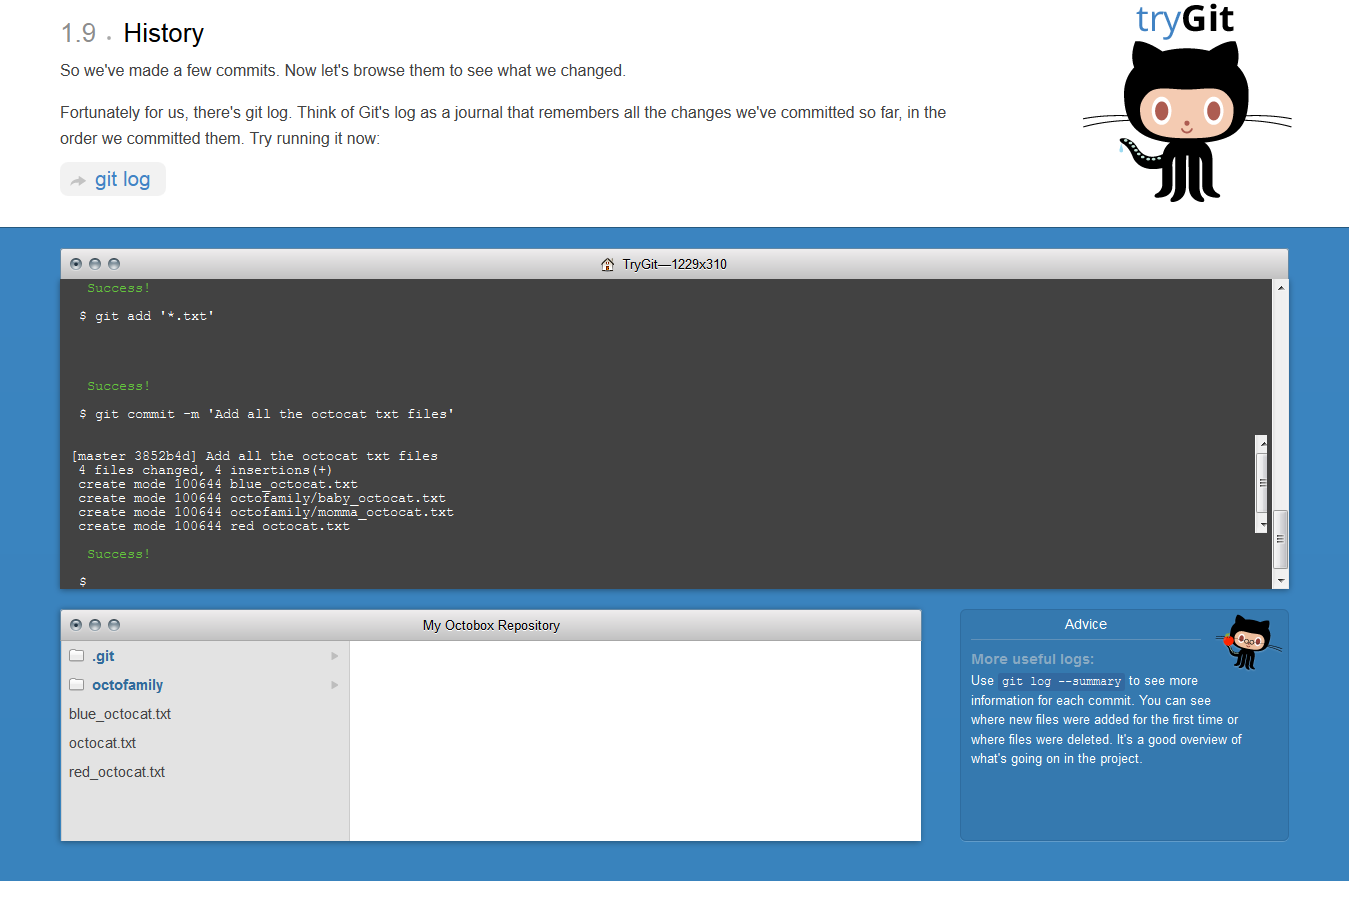 tryGit
1.9 · History
So we've made a few commits. Now let's browse them to see what we changed.
Fortunately for us, there's git log. Think of Git's log as a journal that remembers all the changes we've committed so far, in the
order we committed them. Try running it now:
git log
TryGit—1229x310
Success!
$ git add '*.txt'
Success!
$ git commit -m 'Add all the octocat txt files'
[master 3852b4d] Add all the octocat txt files
4 files changed, 4 insertions(+)
create mode 100644 blue_octocat.txt
create mode 100644 octofamily/baby_octocat.txt
create mode 100644 octofamily/momma_octocat.txt
create mode 100644 red octocat.txt
Success!
$
My Octobox Repository
.git
octofamily
blue_octocat.txt
octocat.txt
red_octocat.txt
Advice
More useful logs:
Use git log --summary to see more
information for each commit. You can see
where new files were added for the first time or
where files were deleted. It's a good overview of
what's going on in the project.